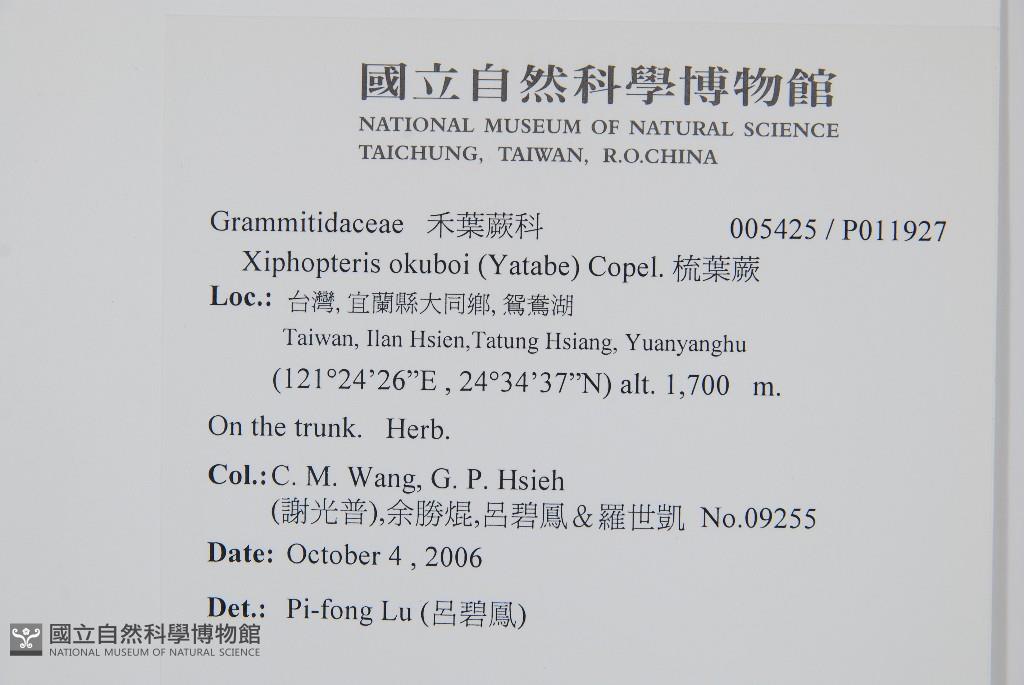 國立自然科學博物館
NATIONAL MUSEUM OF NATURAL SCIENCE
TAICHUNG, TAIWAN, R.O.CHINA
Grammitidaceae 禾葉蕨科 005425 / P011927
Xiphopteris okuboi (Yatabe) Copel. 梳葉蕨
Loc.: 台灣, 宜蘭縣大同鄉, 鴛鴦湖
Taiwan, Ilan Hsien,Tatung Hsiang, Yuanyanghu
(121°24’26”E , 24°34’37”N) alt. 1,700 m.
On the trunk. Herb.
Col.: C. M. Wang, G. P. Hsieh
(謝光普),余勝焜,呂碧鳳＆羅世凱 No.09255
Date: October 4 , 2006
Det.: Pi-fong Lu (呂碧鳳)
國立自然科學博物館
NATIONAL MUSEUM OF NATURAL SCIENCE